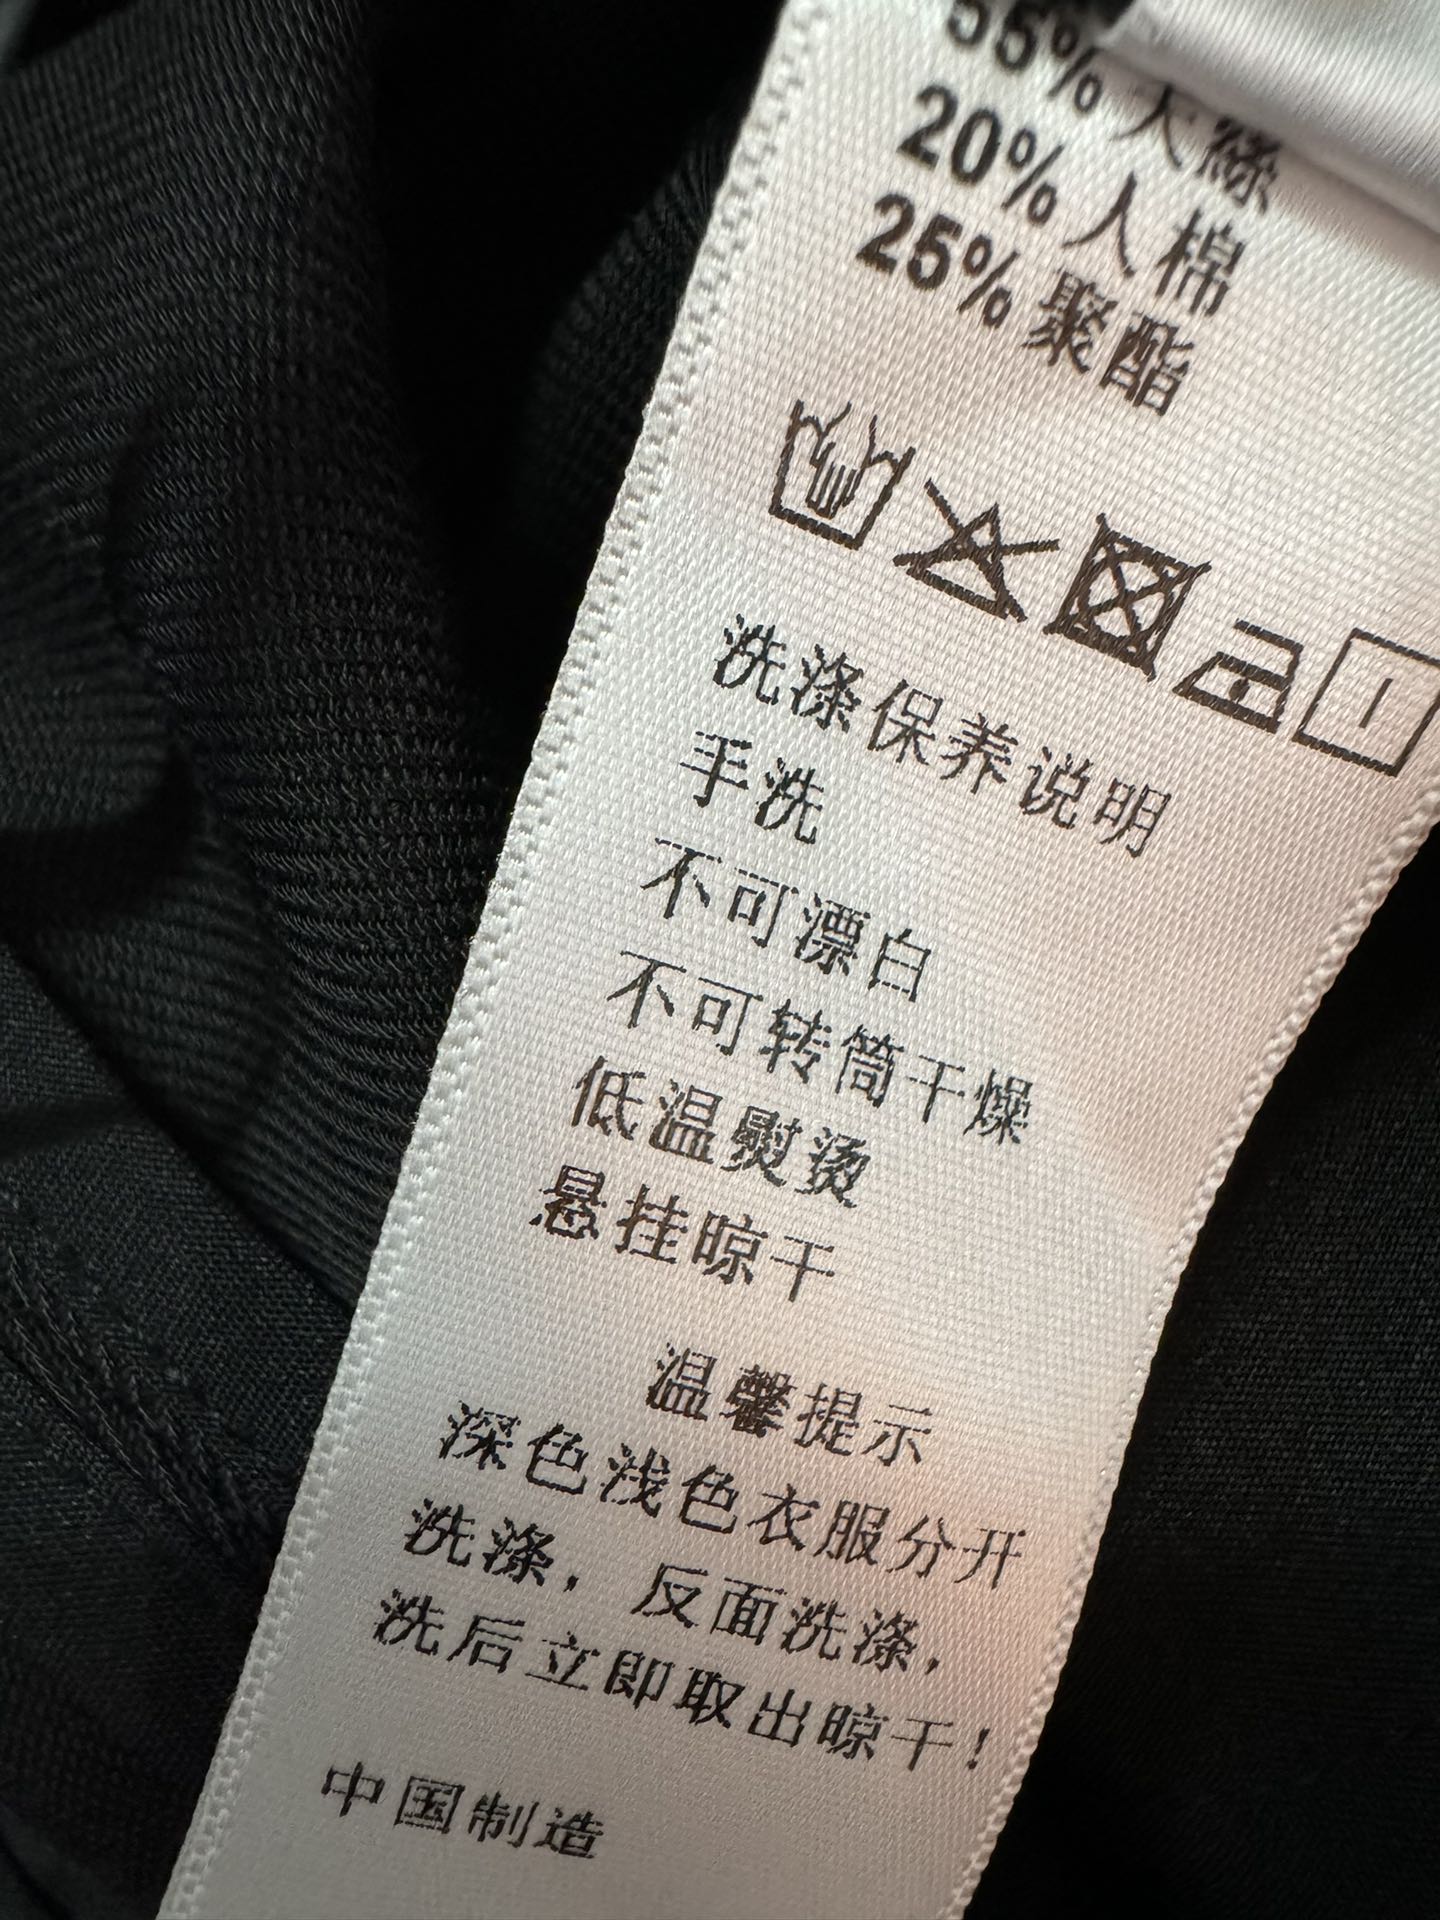 55%天絲
20%人棉
25%聚酯
洗涤保养说明
手洗
不可漂白
不可转筒干燥
低温熨烫
悬挂晾干
温馨提示
深色浅色衣服分开
洗涤，反面洗涤，
洗后立即取出晾干！
中国制造